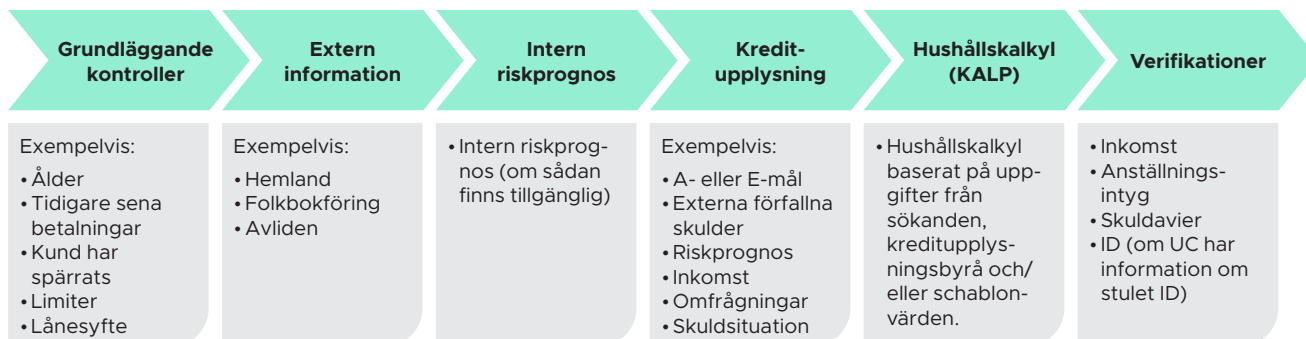 Grundläggande
kontroller
Extern
information
Intern
riskprognos
Kredit-
upplysning
Hushållskalkyl
(KALP)
Verifikationer
Exempelvis:
• Ålder
• Tidigare sena
betalningar
• Kund har
spärrats
• Limiter
• Lånesyfte
Exempelvis:
• Hemland
• Folkbokföring
• Avliden
• Intern riskprog-
nos (om sådan
finns tillgänglig)
Exempelvis:
• A- eller E-mål
• Externa förfallna
skulder
• Riskprognos
• Inkomst
• Omfrågningar
• Skuldsituation
• Hushållskalkyl
baserat på upp-
gifter från
sökanden,
kreditupplys-
ningsbyrå och/
eller schablon-
värden.
• Inkomst
• Anställnings-
intyg
• Skuldavier
• ID (om UC har
information om
stulet ID)